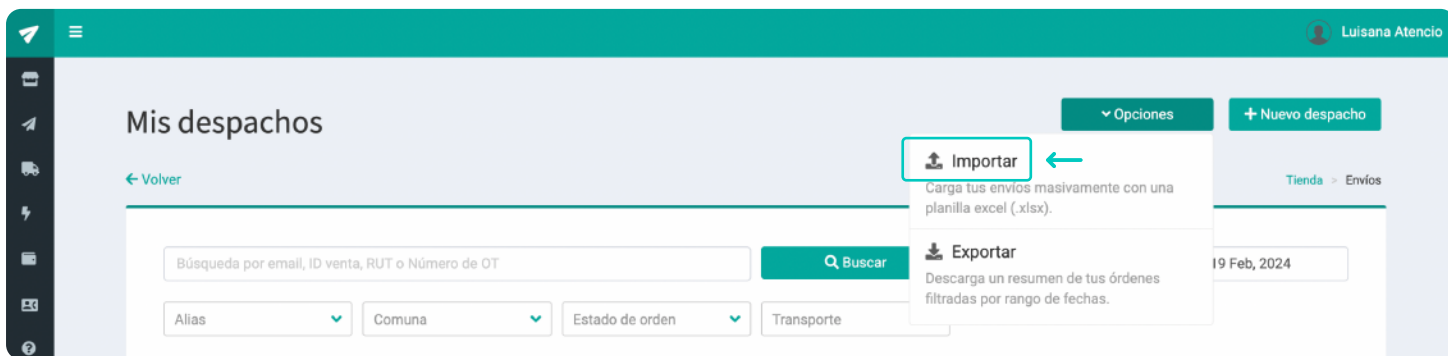 Luisana Atencio
Mis despachos
Opciones
+ Nuevo despacho
Importar
Carga tus envíos masivamente con una
planilla excel (.xlsx).
← Volver
Tienda > Envíos
Exportar
Descarga un resumen de tus órdenes
filtradas por rango de fechas.
Búsqueda por email, ID venta, RUT o Número de OT
Buscar
19 Feb, 2024
Alias
Comuna
Estado de orden
Transporte